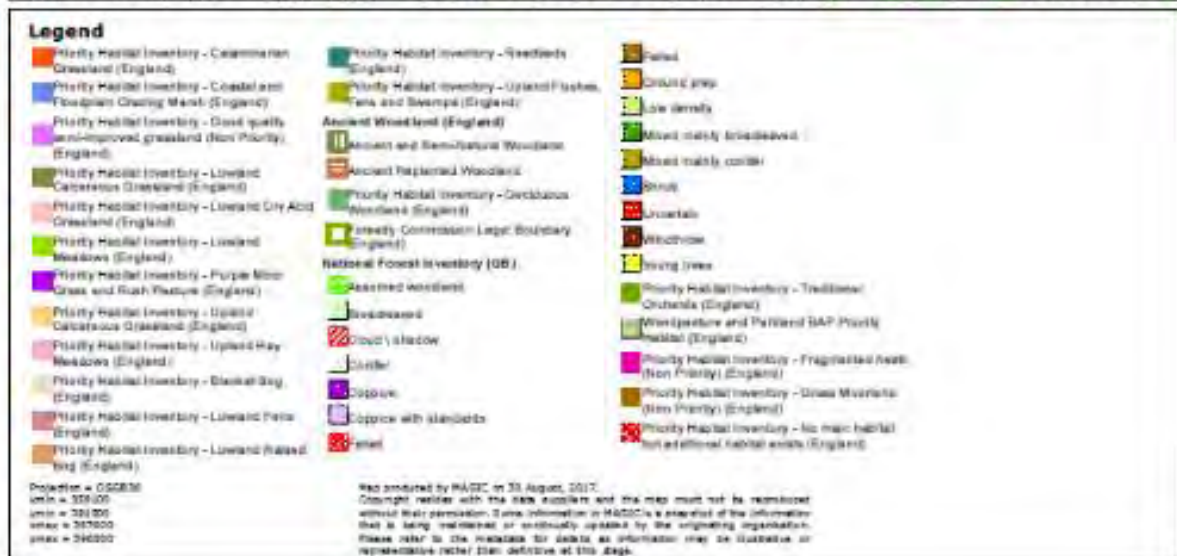 Legend
Priority Habitat Inventory - Calaminarian
Grassland (England)
Priority Habitat Inventory - Coastal and
Floodplain Grazing Marsh (England)
Priority Habitat Inventory - Good quality
semi-improved grassland (Non Priority)
(England)
Priority Habitat Inventory - Lowland
Calcareous Grassland (England)
Priority Habitat Inventory - Lowland Dry Acid
Grassland (England)
Priority Habitat Inventory - Lowland
Meadows (England)
Priority Habitat Inventory - Purple Moor
Grass and Rush Pasture (England)
Priority Habitat Inventory - Upland
Calcareous Grassland (England)
Priority Habitat Inventory - Upland Hay
Meadows (England)
Priority Habitat Inventory - Blanket Bog
(England)
Priority Habitat Inventory - Lowland Fens
(England)
Priority Habitat Inventory - Lowland Raised
Bog (England)
Priority Habitat Inventory - Reedbeds
(England)
Priority Habitat Inventory - Upland Flushes,
Fens and Swamps (England)
Ancient Woodland (England)
Ancient and Semi-Natural Woodland
Ancient Replanted Woodland
Priority Habitat Inventory - Deciduous
Woodland (England)
Forestry Commission Legal Boundary
(England)
National Forest Inventory (GB)
Assumed woodland
Broadleaved
Cloud \ shadow
Conifer
Coppice
Coppice with standards
Failed
Felled
Ground prep
Low density
Mixed mainly broadleaved
Mixed mainly conifer
Shrub
Uncertain
Windthrow
Young trees
Priority Habitat Inventory - Traditional
Orchards (England)
Woodpasture and Parkland BAP Priority
Habitat (England)
Priority Habitat Inventory - Fragmented heath
(Non Priority) (England)
Priority Habitat Inventory - Grass Moorland
(Non Priority) (England)
Priority Habitat Inventory - No main habitat
but additional habitat exists (England)
Projection = OSGB36
xmin =
ymin =
xmax =
ymax =
Map produced by MAGIC on August, 2017.
Copyright resides with the data suppliers and the map must not be reproduced
without their permission. Some information in MAGIC is a snapshot of the information
that is being maintained or continually updated by the originating organisation.
Please refer to the metadata for details as information may be illustrative or
representative rather than definitive at this stage.